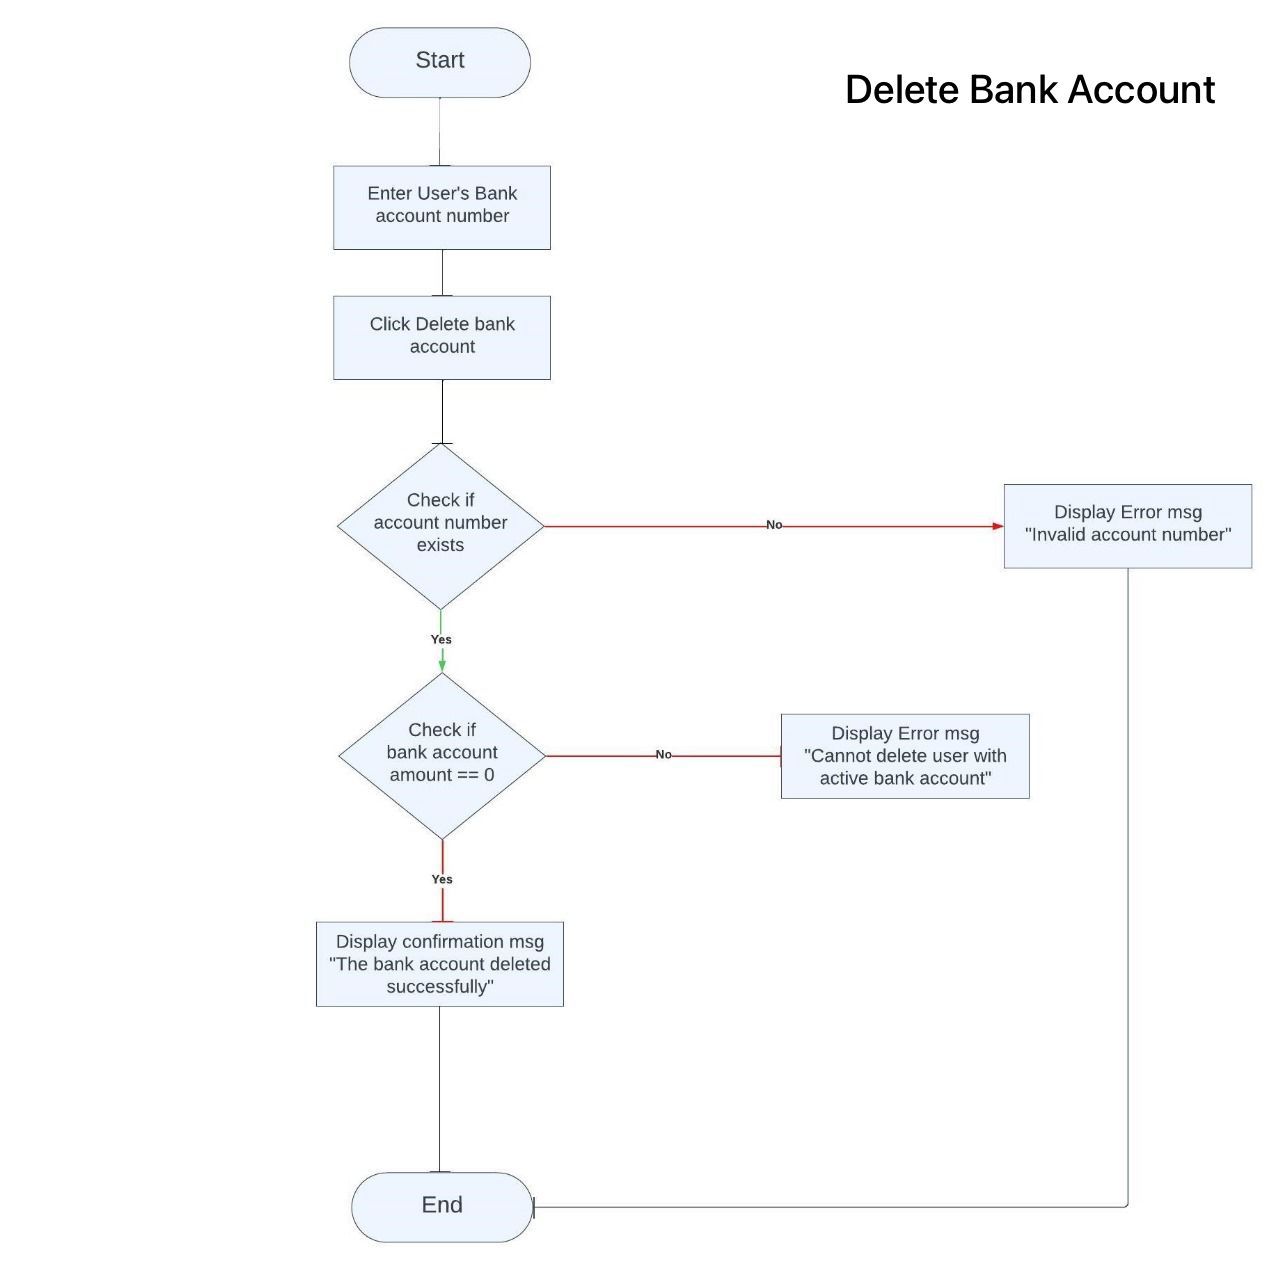 Start
Delete Bank Account
Enter User's Bank
account number
Click Delete bank
account
Check if
account number
exists
No
Display Error msg
"Invalid account number"
Yes
Check if
bank account
amount == 0
No
Display Error msg
"Cannot delete user with
active bank account"
Yes
Display confirmation msg
"The bank account deleted
successfully"
End